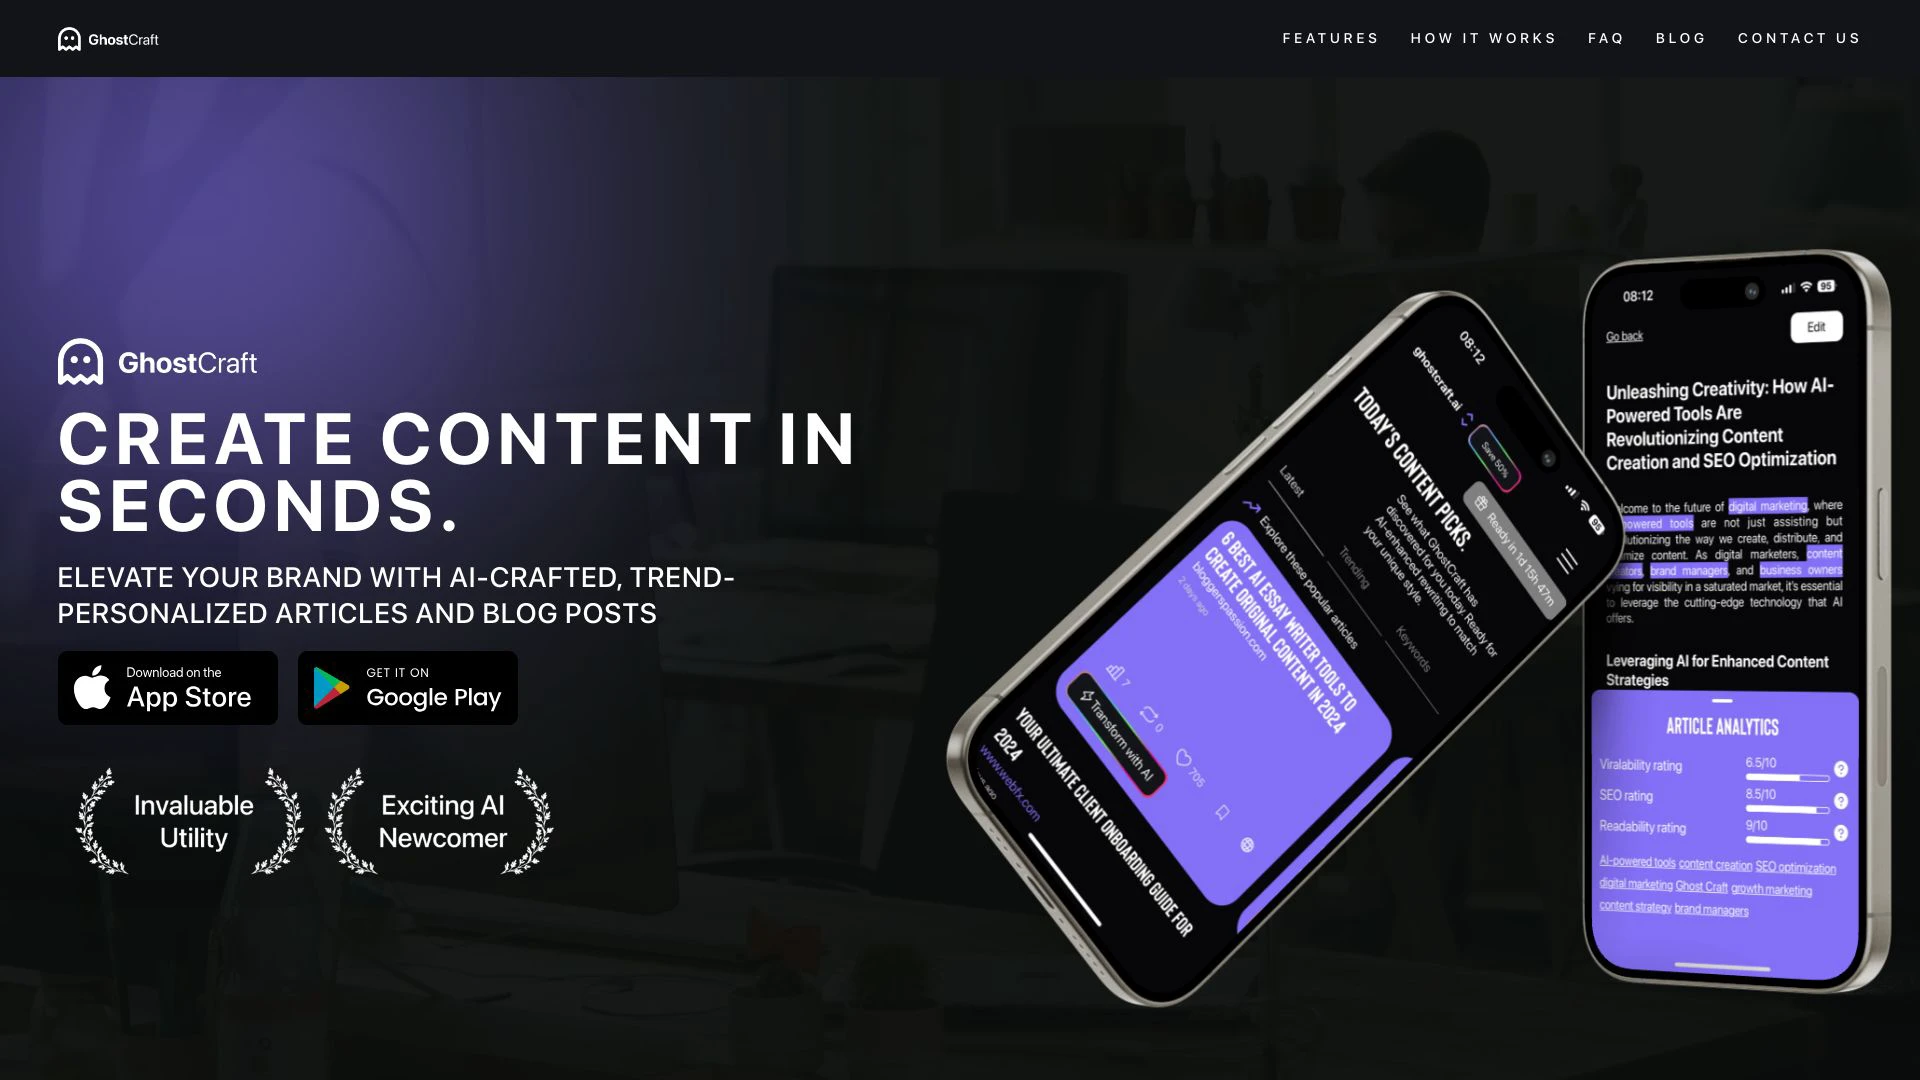 GhostCraft
FEATURES
HOW IT WORKS
FAQ
BLOG
CONTACT US
GhostCraft
CREATE CONTENT IN
SECONDS.
ELEVATE YOUR BRAND WITH AI-CRAFTED, TREND-
PERSONALIZED ARTICLES AND BLOG POSTS
Download on the
App Store
GET IT ON
Google Play
Invaluable
Utility
Exciting AI
Newcomer
08:12
95
ghostcraft.ai
Save 50%
Ready in 1d 15h 47m
TODAY'S CONTENT PICKS.
See what GhostCraft has
discovered for you today. Ready for
AI-enhanced rewriting to match
your unique style.
Latest
Trending
Keywords
Explore these popular articles
6 BEST AI ESSAY WRITER TOOLS TO
CREATE ORIGINAL CONTENT IN 2024
bloggerspassion.com
2 days ago
7
0
705
Transform with AI
YOUR ULTIMATE CLIENT ONBOARDING GUIDE FOR
2024
www.webfx.com
ago
08:12
95
Go back
Edit
Unleashing Creativity: How AI-
Powered Tools Are
Revolutionizing Content
Creation and SEO Optimization
lcome to the future of digital marketing, where
powered tools are not just assisting but
lutionizing the way we create, distribute, and
mize content. As digital marketers, content
ators, brand managers, and business owners
vying for visibility in a saturated market, it's essential
to leverage the cutting-edge technology that AI
offers.
Leveraging AI for Enhanced Content
Strategies
ARTICLE ANALYTICS
Viralability rating
6.5/10
?
SEO rating
8.5/10
?
Readability rating
9/10
?
AI-powered tools content creation SEO optimization
digital marketing Ghost Craft growth marketing
content strategy brand managers